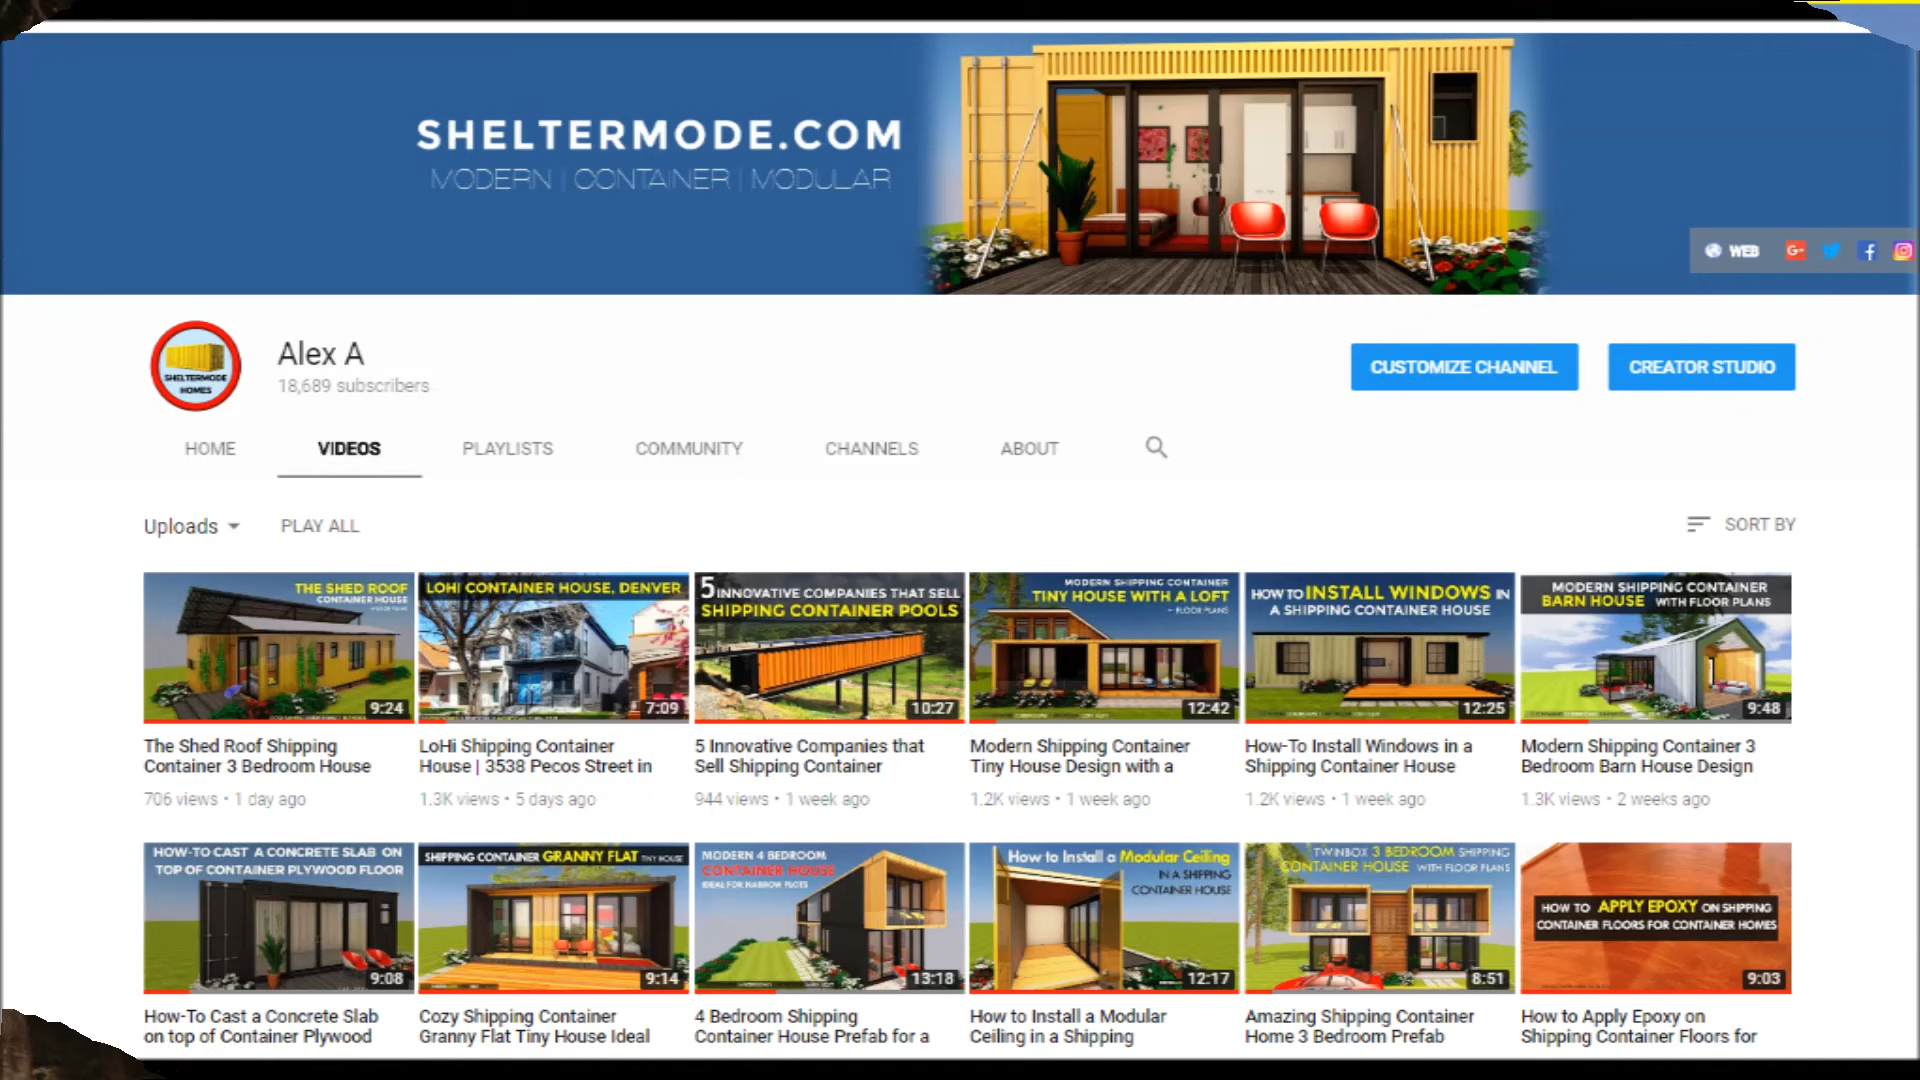 SHELTERMODE.COM
MODERN | CONTAINER | MODULAR
WEB
G+
SHELTERMODE
HOMES
Alex A
18,689 subscribers
CUSTOMIZE CHANNEL
CREATOR STUDIO
HOME
VIDEOS
PLAYLISTS
COMMUNITY
CHANNELS
ABOUT
Uploads
PLAY ALL
SORT BY
THE SHED ROOF
CONTAINER HOUSE
9:24
The Shed Roof Shipping
Container 3 Bedroom House
706 views • 1 day ago
LOHI CONTAINER HOUSE, DENVER
7:09
LoHi Shipping Container
House | 3538 Pecos Street in
1.3K views • 5 days ago
5 INNOVATIVE COMPANIES THAT SELL
SHIPPING CONTAINER POOLS
10:27
5 Innovative Companies that
Sell Shipping Container
944 views • 1 week ago
MODERN SHIPPING CONTAINER
TINY HOUSE WITH A LOFT
+ FLOOR PLANS
12:42
Modern Shipping Container
Tiny House Design with a
1.2K views • 1 week ago
HOW TO INSTALL WINDOWS IN
A SHIPPING CONTAINER HOUSE
12:25
How-To Install Windows in a
Shipping Container House
1.2K views • 1 week ago
MODERN SHIPPING CONTAINER
BARN HOUSE WITH FLOOR PLANS
9:48
Modern Shipping Container 3
Bedroom Barn House Design
1.3K views • 2 weeks ago
HOW-TO CAST A CONCRETE SLAB ON
TOP OF CONTAINER PLYWOOD FLOOR
9:08
How-To Cast a Concrete Slab
on top of Container Plywood
SHIPPING CONTAINER GRANNY FLAT TINY HOUSE
9:14
Cozy Shipping Container
Granny Flat Tiny House Ideal
MODERN 4 BEDROOM
CONTAINER HOUSE
IDEAL FOR NARROW PLOTS
13:18
4 Bedroom Shipping
Container House Prefab for a
How to Install a Modular Ceiling
IN A SHIPPING
CONTAINER HOUSE
12:17
How to Install a Modular
Ceiling in a Shipping
TWINBOX 3 BEDROOM SHIPPING
CONTAINER HOUSE WITH FLOOR PLANS
8:51
Amazing Shipping Container
Home 3 Bedroom Prefab
HOW TO APPLY EPOXY ON SHIPPING
CONTAINER FLOORS FOR CONTAINER HOMES
9:03
How to Apply Epoxy on
Shipping Container Floors for